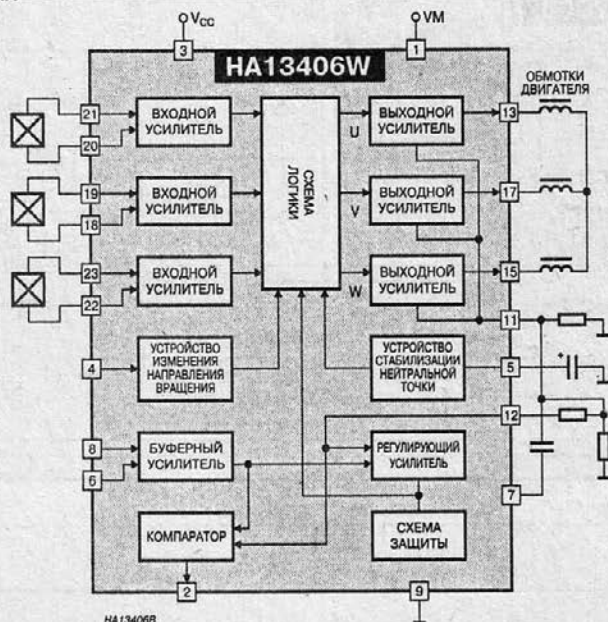 VCC
VM
3
1
HA13406W
ОБМОТКИ
ДВИГАТЕЛЯ
21
ВХОДНОЙ
УСИЛИТЕЛЬ
20
СХЕМА
ЛОГИКИ
U
ВЫХОДНОЙ
УСИЛИТЕЛЬ
13
19
ВХОДНОЙ
УСИЛИТЕЛЬ
18
V
ВЫХОДНОЙ
УСИЛИТЕЛЬ
17
23
ВХОДНОЙ
УСИЛИТЕЛЬ
22
W
ВЫХОДНОЙ
УСИЛИТЕЛЬ
15
11
4
УСТРОЙСТВО
ИЗМЕНЕНИЯ
НАПРАВЛЕНИЯ
ВРАЩЕНИЯ
УСТРОЙСТВО
СТАБИЛИЗАЦИИ
НЕЙТРАЛЬНОЙ
ТОЧКИ
5
+
12
8
БУФЕРНЫЙ
УСИЛИТЕЛЬ
6
РЕГУЛИРУЮЩИЙ
УСИЛИТЕЛЬ
7
КОМПАРАТОР
СХЕМА
ЗАЩИТЫ
2
9
HA13406B